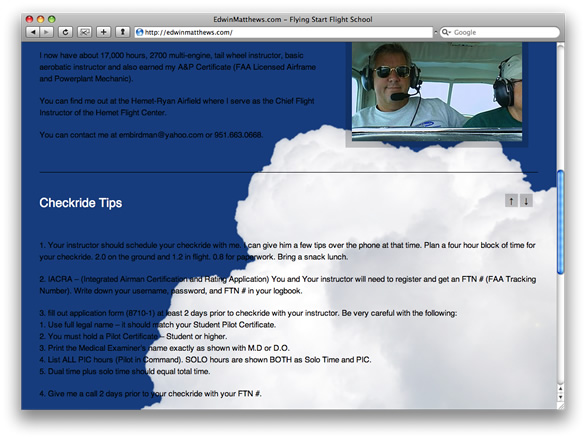 EdwinMatthews.com – Flying Start Flight School
http://edwinmatthews.com/
Google
I now have about 17,000 hours, 2700 multi-engine, tail wheel instructor, basic
aerobatic instructor and also earned my A&P Certificate (FAA Licensed Airframe
and Powerplant Mechanic).
You can find me out at the Hemet-Ryan Airfield where I serve as the Chief Flight
Instructor of the Hemet Flight Center.
You can contact me at embirdman@yahoo.com or 951.663.0668.
Checkride Tips
↑ ↓
1. Your instructor should schedule your checkride with me. I can give him a few tips over the phone at that time. Plan a four hour block of time for
your checkride. 2.0 on the ground and 1.2 in flight. 0.8 for paperwork. Bring a snack lunch.
2. IACRA – (Integrated Airman Certification and Rating Application) You and Your instructor will need to register and get an FTN # (FAA Tracking
Number). Write down your username, password, and FTN # in your logbook.
3. fill out application form (8710-1) at least 2 days prior to checkride with your instructor. Be very careful with the following:
1. Use full legal name – it should match your Student Pilot Certificate.
2. You must hold a Pilot Certificate – Student or higher.
3. Print the Medical Examiner's name exactly as shown with M.D or D.O.
4. List ALL PIC hours (Pilot in Command). SOLO hours are shown BOTH as Solo Time and PIC.
5. Dual time plus solo time should equal total time.
4. Give me a call 2 days prior to your checkride with your FTN #.